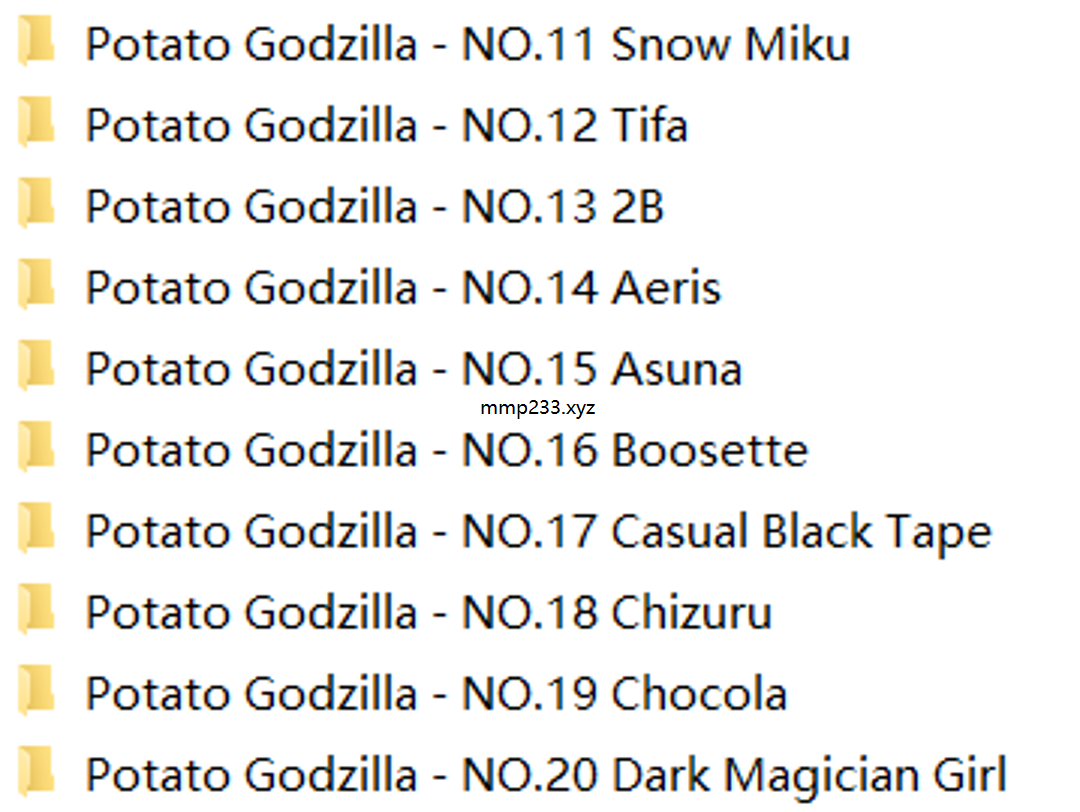 Potato Godzilla - NO.11 Snow Miku
Potato Godzilla - NO.12 Tifa
Potato Godzilla - NO.13 2B
Potato Godzilla - NO.14 Aeris
Potato Godzilla - NO.15 Asuna
mmp233.xyz
Potato Godzilla - NO.16 Boosette
Potato Godzilla - NO.17 Casual Black Tape
Potato Godzilla - NO.18 Chizuru
Potato Godzilla - NO.19 Chocola
Potato Godzilla - NO.20 Dark Magician Girl